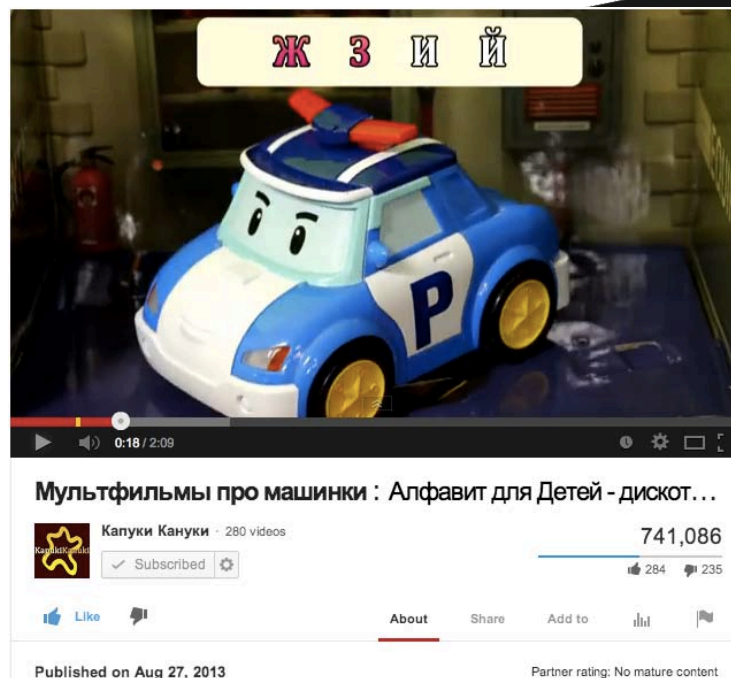 Ж З И Й
P
0:18 / 2:09
Мультфильмы про машинки : Алфавит для Детей - дискот...
Капуки Кануки · 280 videos
KapukiKanuki
Subscribed
741,086
284 235
Like
About Share Add to
Published on Aug 27, 2013
Partner rating: No mature content